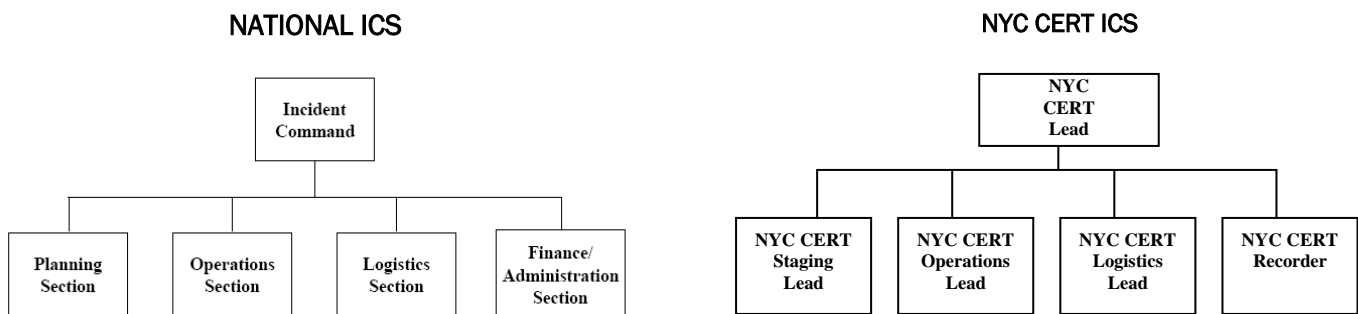 NATIONAL ICS
Incident
Command
Planning
Section
Operations
Section
Logistics
Section
Finance/
Administration
Section
NYC CERT ICS
NYC
CERT
Lead
NYC CERT
Staging
Lead
NYC CERT
Operations
Lead
NYC CERT
Logistics
Lead
NYC CERT
Recorder